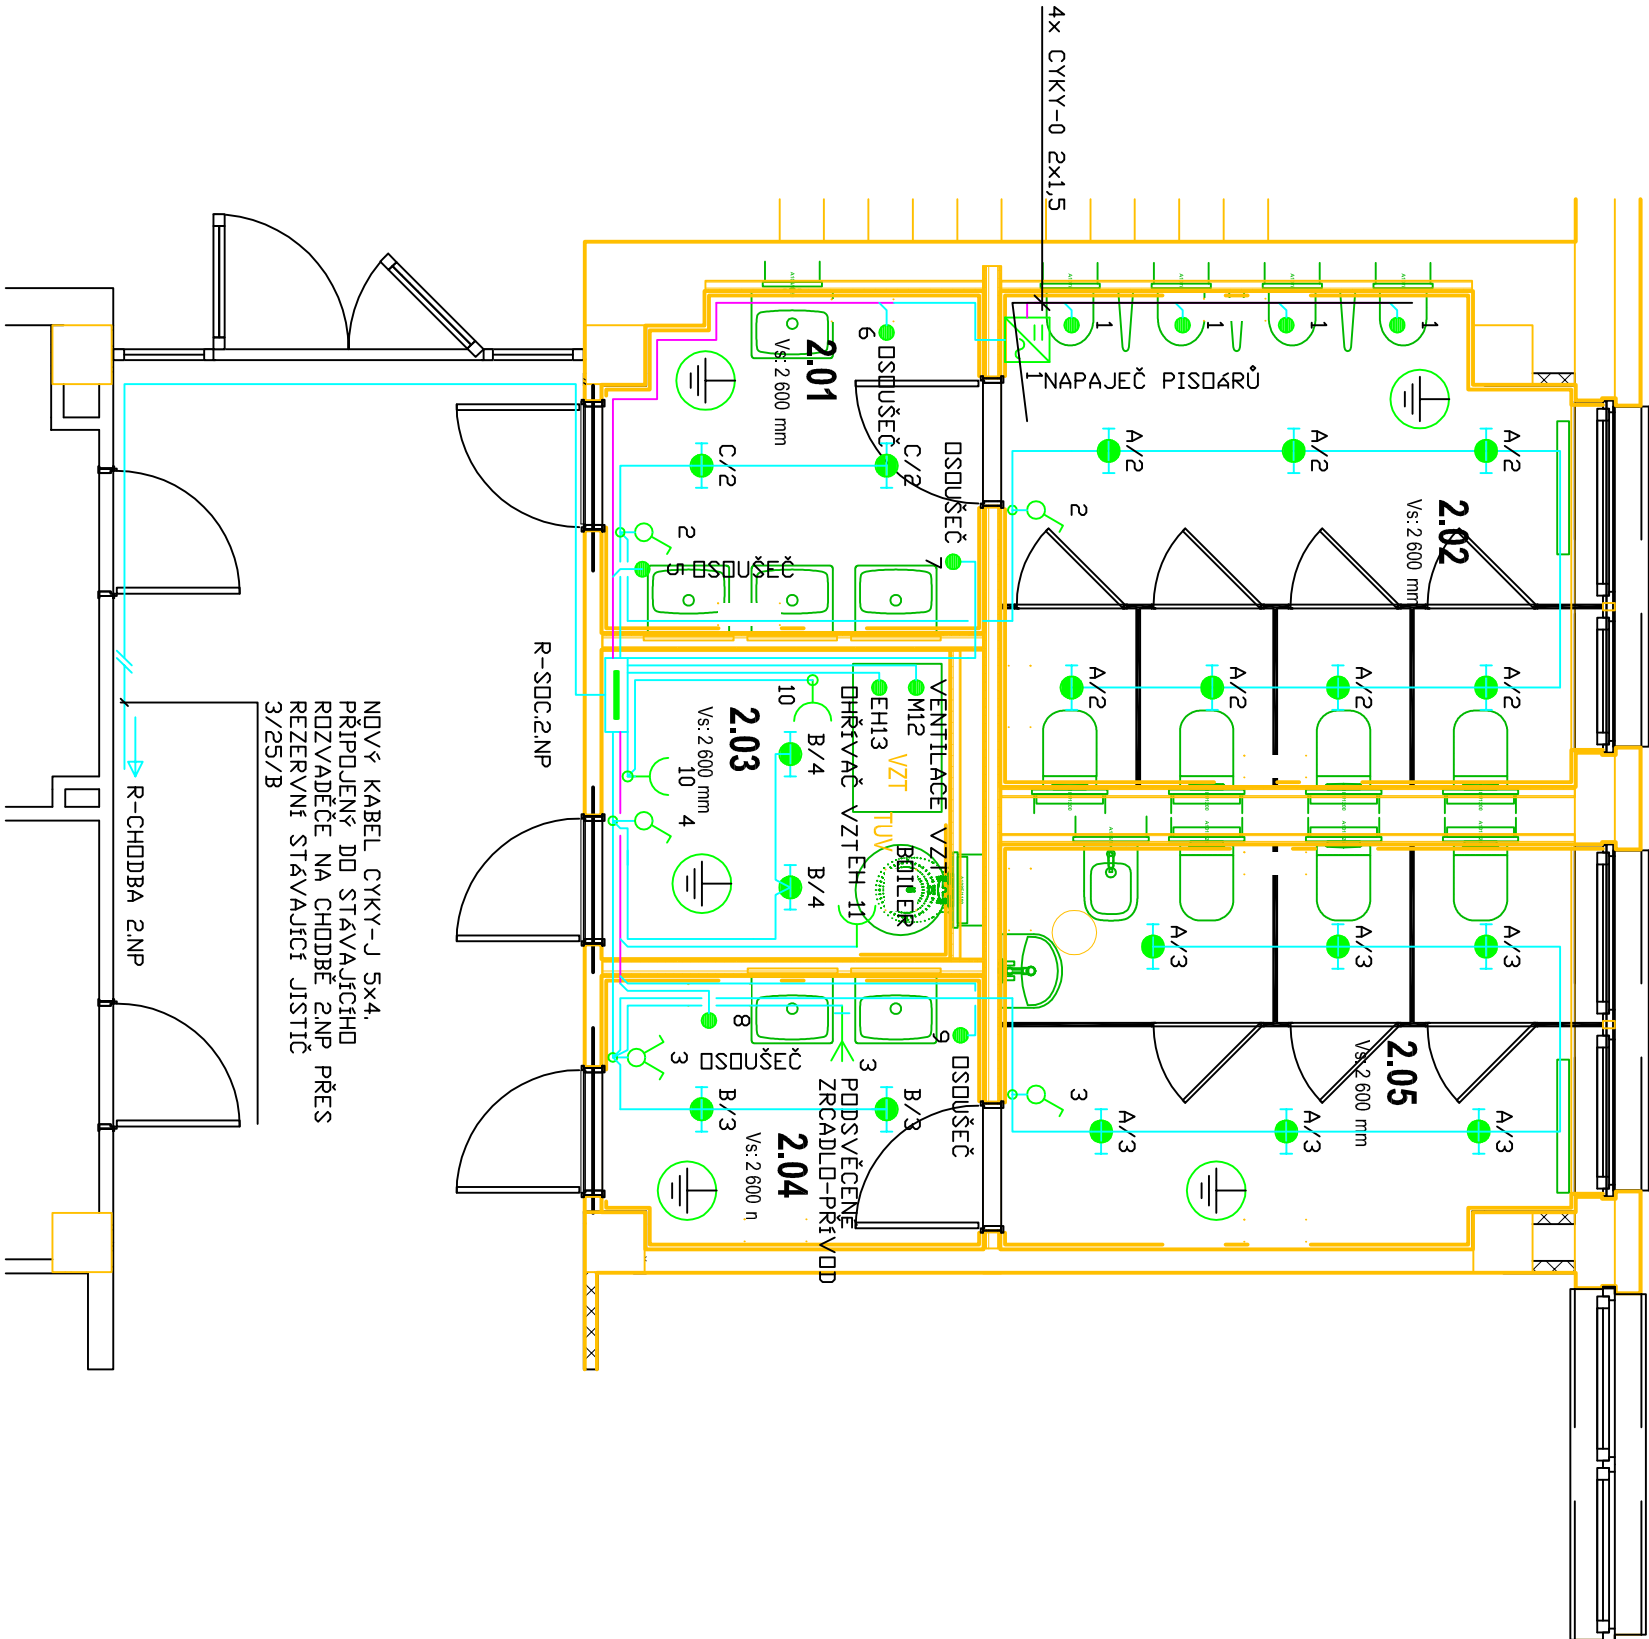 4x CYKY-O 2x1,5
1
1
1
1
1
NAPAJEČ PISOÁRŮ
2.01
Vs: 2 600 mm
6
OSOUŠEČ
C/2
C/2
OSOUŠEČ
7
2
5 OSOUŠEČ
A/2
A/2
A/2
2
2.02
Vs: 2 600 mm
A/2
A/2
A/2
A/2
R-SOC.2.NP
2.03
Vs: 2 600 mm
10
10
4
B/4
B/4
VENTILACE VZT
M12
EH13
OHŘÍVAČ VZT
EH 11
VZT
TUV
BOILER
A/3
A/3
A/3
8
OSOUŠEČ
3
3
9
OSOUŠEČ
B/3
B/3
PODSVĚCENÉ
ZRCADLO-PŘÍVOD
2.04
Vs: 2 600
3
2.05
Vs: 2 600 mm
A/3
A/3
A/3
NOVÝ KABEL CYKY-J 5x4.
PŘIPOJENÝ DO STÁVAJÍCÍHO
ROZVADĚČE NA CHODBĚ 2.NP PŘES
REZERVNÍ STÁVAJÍCÍ JISTIČ
3/25/B
R-CHODBA 2.NP